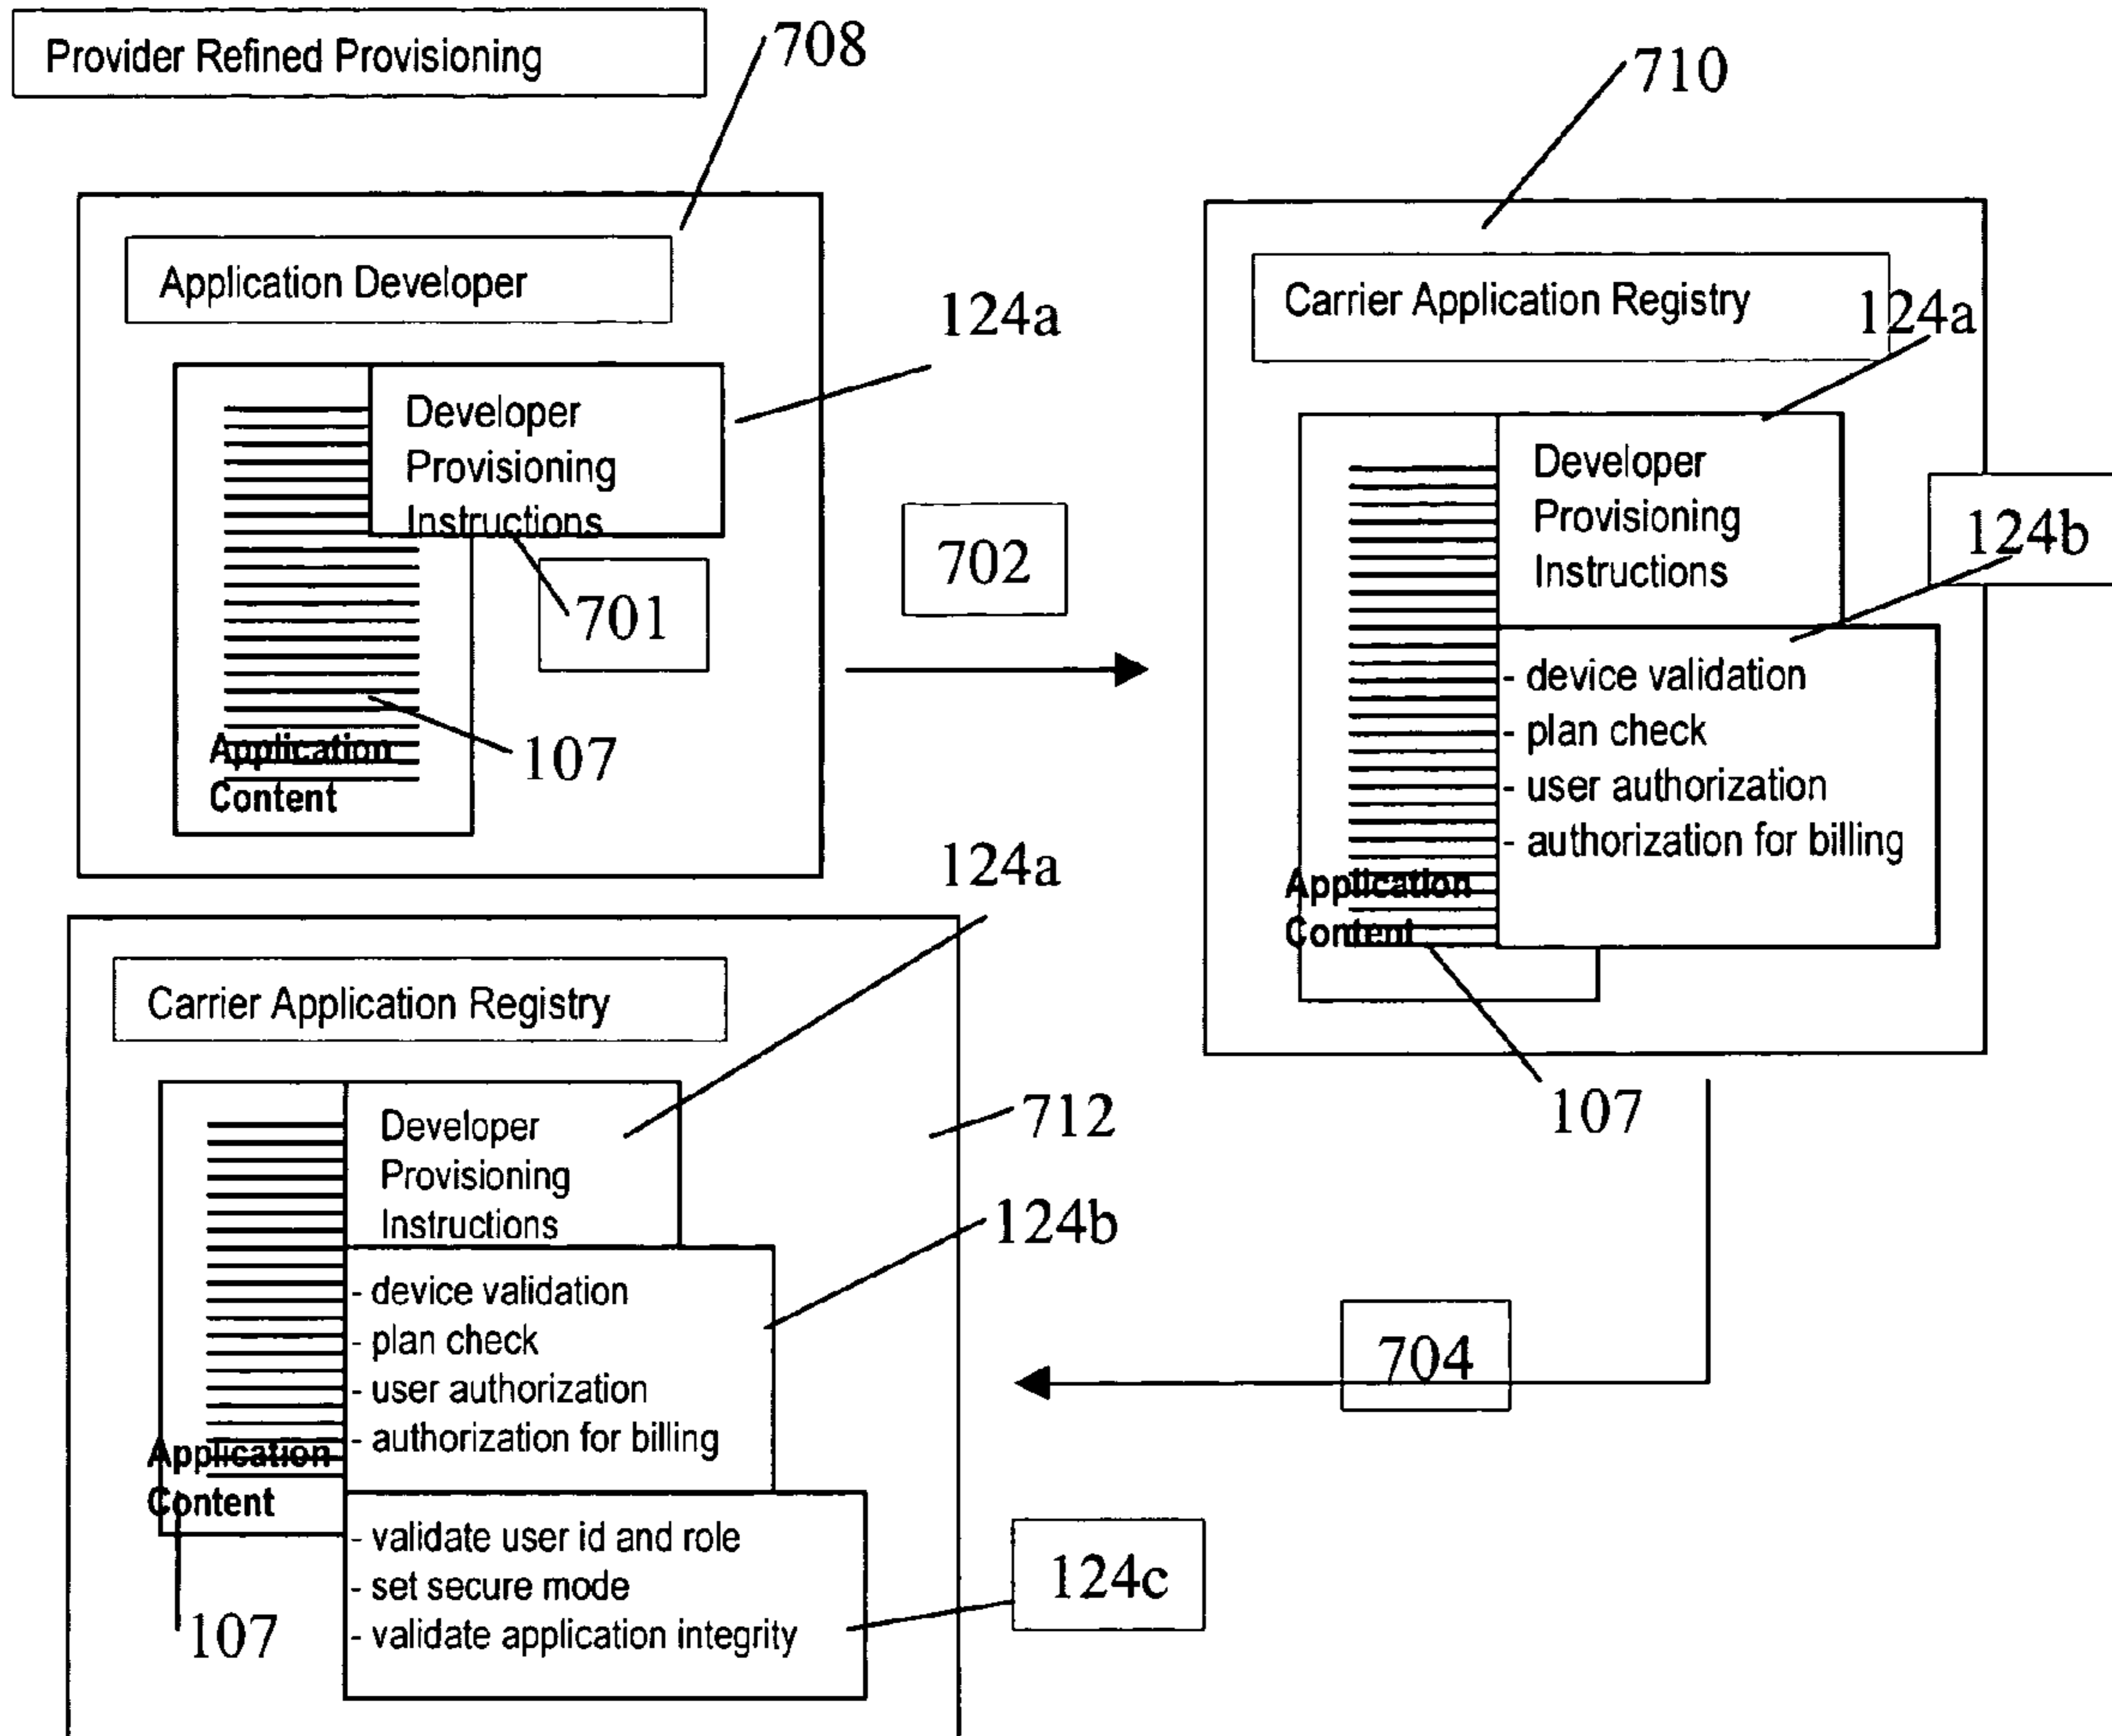 Provider Refined Provisioning
708
710
Application Developer
124a
Developer
Provisioning
Instructions
701
107
Application
Content
702
Carrier Application Registry
124a
Developer
Provisioning
Instructions
124b
- device validation
- plan check
- user authorization
- authorization for billing
Application
Content
107
124a
Carrier Application Registry
712
Developer
Provisioning
Instructions
124b
- device validation
- plan check
- user authorization
- authorization for billing
704
Application
Content
- validate user id and role
- set secure mode
- validate application integrity
124c
107